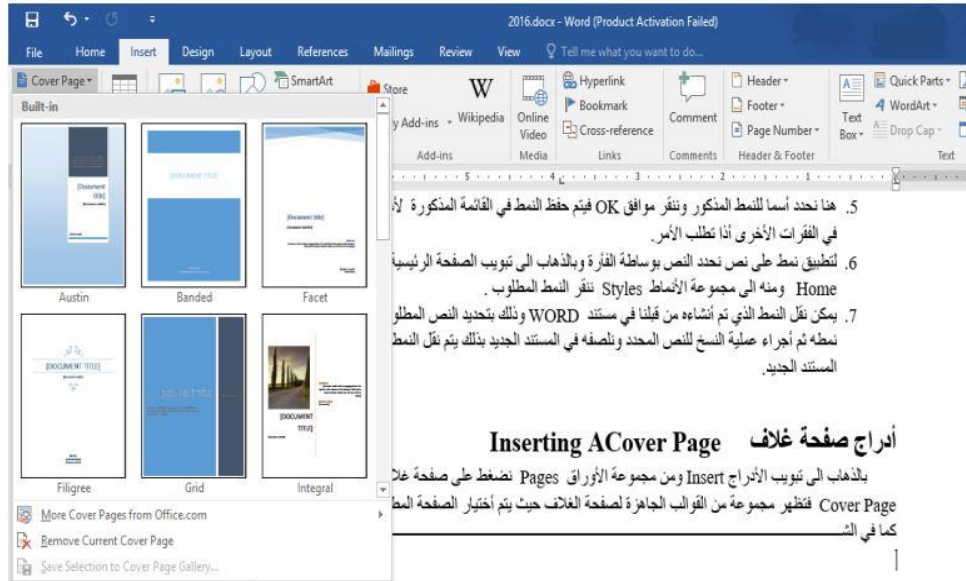 2016.docx - Word (Product Activation Failed)
File Home Insert Design Layout References Mailings Review View Tell me what you want to do...
Cover Page
SmartArt
Store
Add-ins
W
Wikipedia
Online
Video
Hyperlink
Bookmark
Cross-reference
Comment
Header
Footer
Page Number
A
Text
Box
Quick Parts
WordArt
Drop Cap
Add-ins Media Links Comments Header & Footer Text
Built-in
[Document
title]
Austin
[DOCUMENT TITLE]
Banded
[Document title]
Facet
[DOCUMENT TITLE]
Filigree
[DOCUMENT TITLE]
Grid
[DOCUMENT
TITLE]
Integral
More Cover Pages from Office.com
Remove Current Cover Page
Save Selection to Cover Page Gallery...
5 4 3 2 1
5. هنا نحدد أسما للنمط المذكور وننقر موافق OK فيتم حفظ النمط في القائمة المذكورة
في الفقرات الأخرى أذا تطلب الأمر.
6. لتطبيق نمط على نص نحدد النص بوساطة الفأرة وبالذهاب الى تبويب الصفحة الرئيسية
Home ومنه الى مجموعة الأنماط Styles ننقر النمط المطلوب .
7. يمكن نقل النمط الذي تم أنشاءه من قبلنا في مستند WORD وذلك بتحديد النص
نمطه ثم أجراء عملية النسخ للنص المحدد ونلصقه في المستند الجديد بذلك يتم نقل النمط
المستند الجديد.
أدراج صفحة غلاف Inserting ACover Page
بالذهاب الى تبويب الأدراج Insert ومن مجموعة الأوراق Pages نضغط على صفحة
Cover Page فتظهر مجموعة من القوالب الجاهزة لصفحة الغلاف حيث يتم أختيار الصفحة
كما في